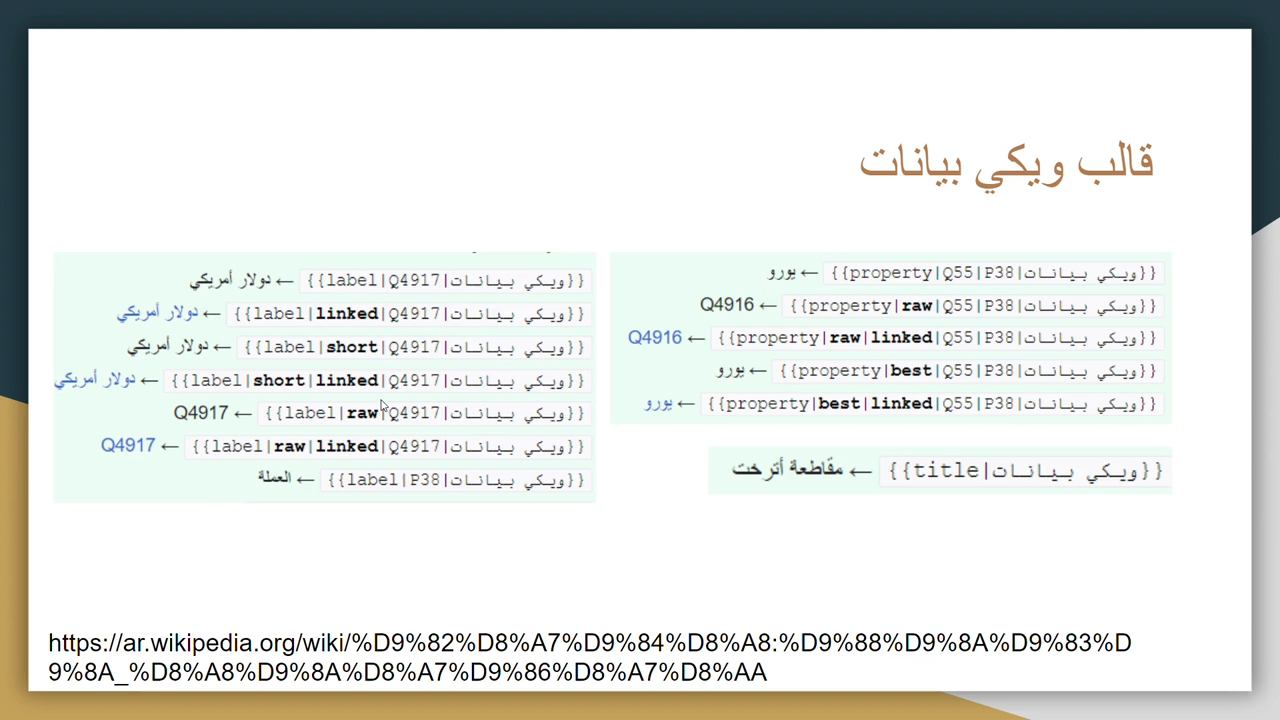 قالب ويكي بيانات
{{ويكي بيانات|property|Q55|P38}} ← يورو
{{ويكي بيانات|property|raw|Q55|P38}} ← Q4916
{{ويكي بيانات|property|raw|linked|Q55|P38}} ← Q4916
{{ويكي بيانات|property|best|Q55|P38}} ← يورو
{{ويكي بيانات|property|best|linked|Q55|P38}} ← يورو
{{ويكي بيانات|title}} ← مقاطعة أترخت
{{ويكي بيانات|label|Q4917}} ← دولار أمريكي
{{ويكي بيانات|label|linked|Q4917}} ← دولار أمريكي
{{ويكي بيانات|label|short|Q4917}} ← دولار أمريكي
{{ويكي بيانات|label|short|linked|Q4917}} ← دولار أمريكي
{{ويكي بيانات|label|raw|Q4917}} ← Q4917
{{ويكي بيانات|label|raw|linked|Q4917}} ← Q4917
{{ويكي بيانات|label|P38}} ← العملة
https://ar.wikipedia.org/wiki/%D9%82%D8%A7%D9%84%D8%A8:%D9%88%D9%8A%D9%83%D
9%8A_%D8%A8%D9%8A%D8%A7%D9%86%D8%A7%D8%AA